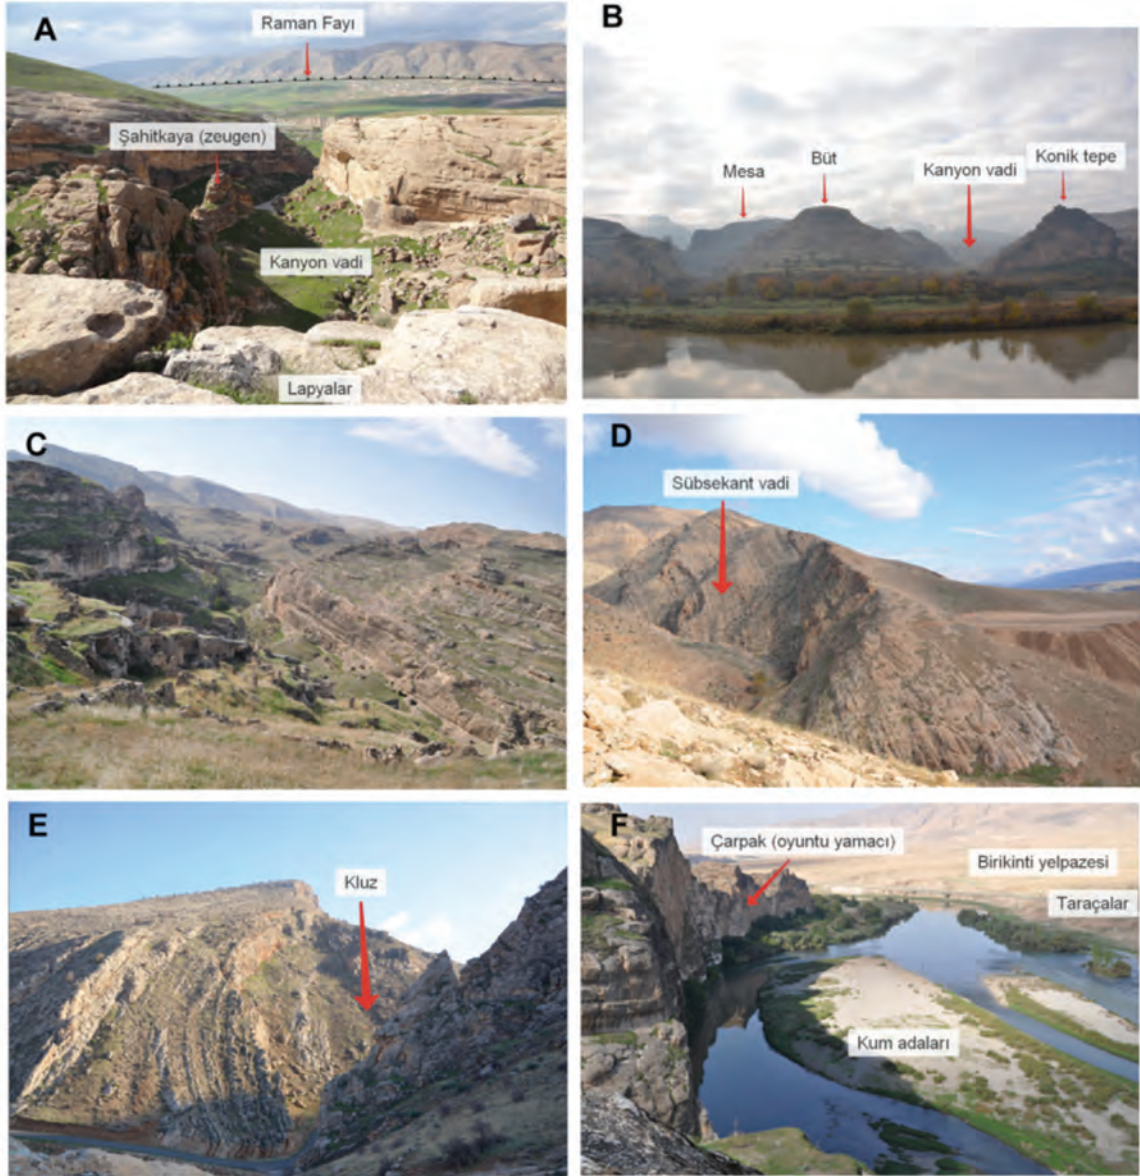 A
Raman Fayı
Şahitkaya (zeugen)
Kanyon vadi
Lapyalar
B
Mesa
Büt
Kanyon vadi
Konik tepe
C
D
Sübsekant vadi
E
Kluz
F
Çarpak (oyuntu yamacı)
Birikinti yelpazesi
Taraçalar
Kum adaları